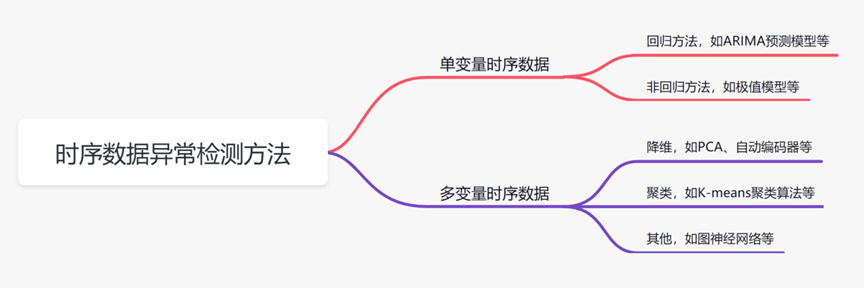 时序数据异常检测方法
单变量时序数据
回归方法，如ARIMA预测模型等
非回归方法，如极值模型等
多变量时序数据
降维，如PCA、自动编码器等
聚类，如K-means聚类算法等
其他，如图神经网络等